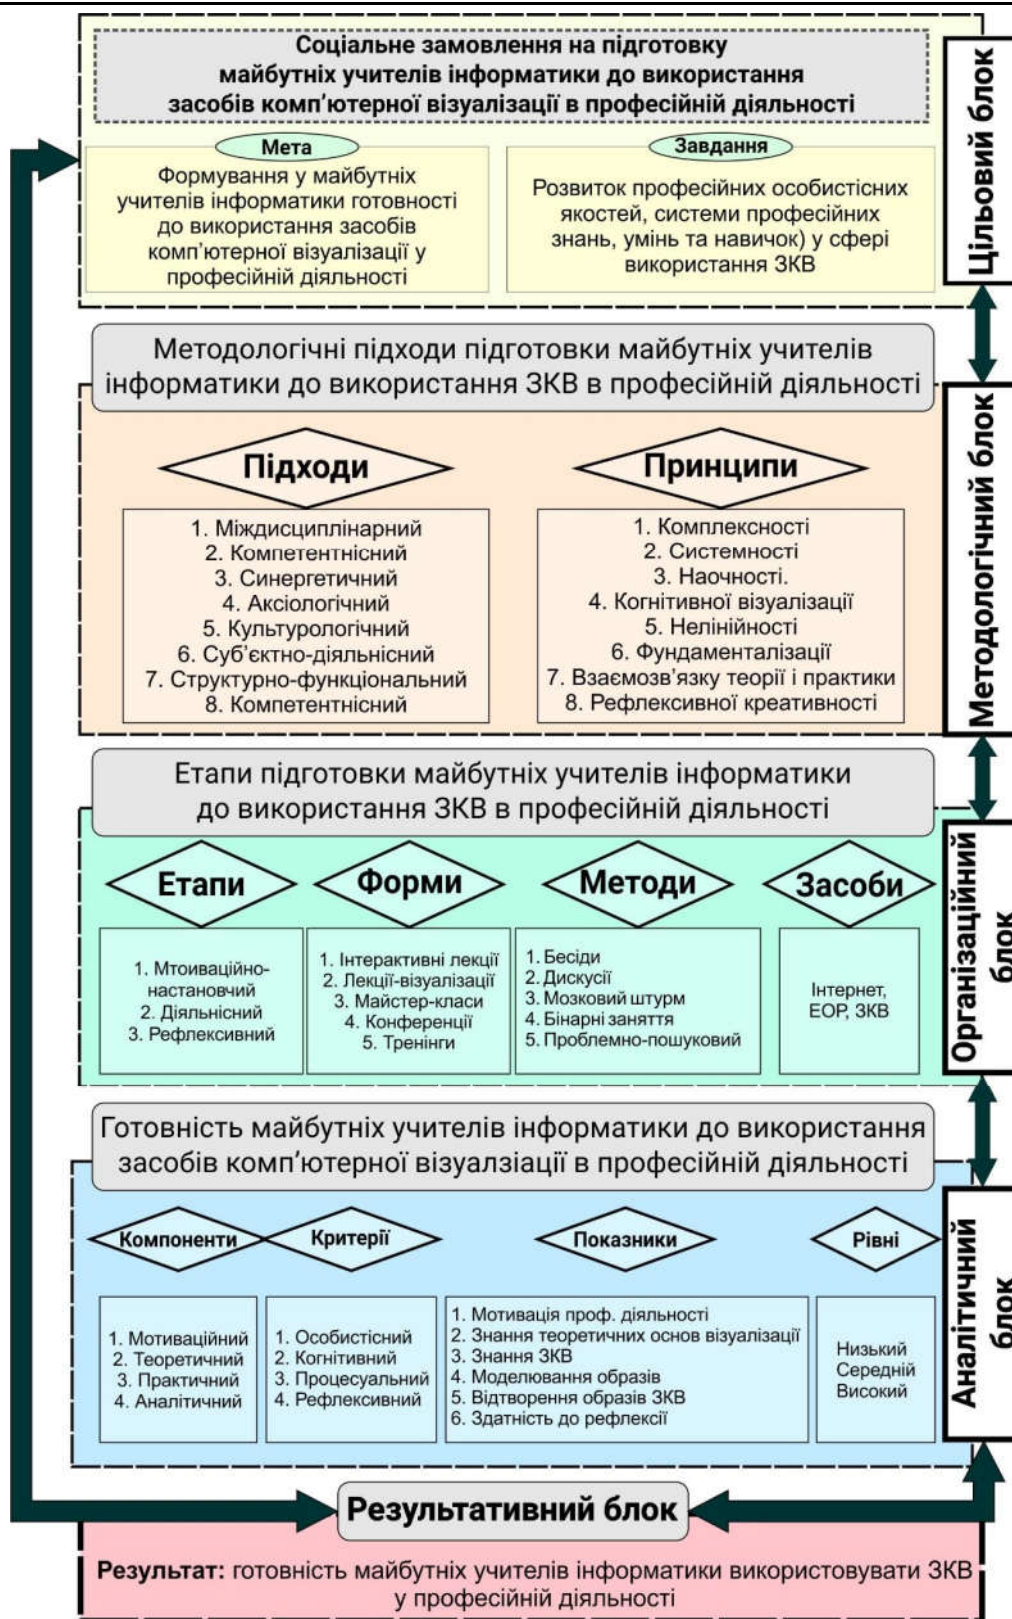 Соціальне замовлення на підготовку
майбутніх учителів інформатики до використання
засобів комп’ютерної візуалізації в професійній діяльності
Мета
Формування у майбутніх
учителів інформатики готовності
до використання засобів
комп’ютерної візуалізації у
професійній діяльності
Завдання
Розвиток професійних особистісних
якостей, системи професійних
знань, умінь та навичок) у сфері
використання ЗКВ
Цільовий блок
Методологічні підходи підготовки майбутніх учителів
інформатики до використання ЗКВ в професійній діяльності
Підходи
1. Міждисциплінарний
2. Компетентнісний
3. Синергетичний
4. Аксіологічний
5. Культурологічний
6. Суб’єктно-діяльнісний
7. Структурно-функціональний
8. Компетентнісний
Принципи
1. Комплексності
2. Системності
3. Наочності.
4. Когнітивної візуалізації
5. Нелінійності
6. Фундаменталізації
7. Взаємозв’язку теорії і практики
8. Рефлексивної креативності
Методологічний блок
Етапи підготовки майбутніх учителів інформатики
до використання ЗКВ в професійній діяльності
Етапи
1. Мтоиваційно-
настановчий
2. Діяльнісний
3. Рефлексивний
Форми
1. Інтерактивні лекції
2. Лекції-візуалізації
3. Майстер-класи
4. Конференції
5. Тренінги
Методи
1. Бесіди
2. Дискусії
3. Мозковий штурм
4. Бінарні заняття
5. Проблемно-пошуковий
Засоби
Інтернет,
ЕОР, ЗКВ
Організаційний
блок
Готовність майбутніх учителів інформатики до використання
засобів комп’ютерної візуалзіації в професійній діяльності
Компоненти
1. Мотиваційний
2. Теоретичний
3. Практичний
4. Аналітичний
Критерії
1. Особистісний
2. Когнітивний
3. Процесуальний
4. Рефлексивний
Показники
1. Мотивація проф. діяльності
2. Знання теоретичних основ візуалізації
3. Знання ЗКВ
4. Моделювання образів
5. Відтворення образів ЗКВ
6. Здатність до рефлексії
Рівні
Низький
Середній
Високий
Аналітичний
блок
Результативний блок
Результат: готовність майбутніх учителів інформатики використовувати ЗКВ
у професійній діяльності